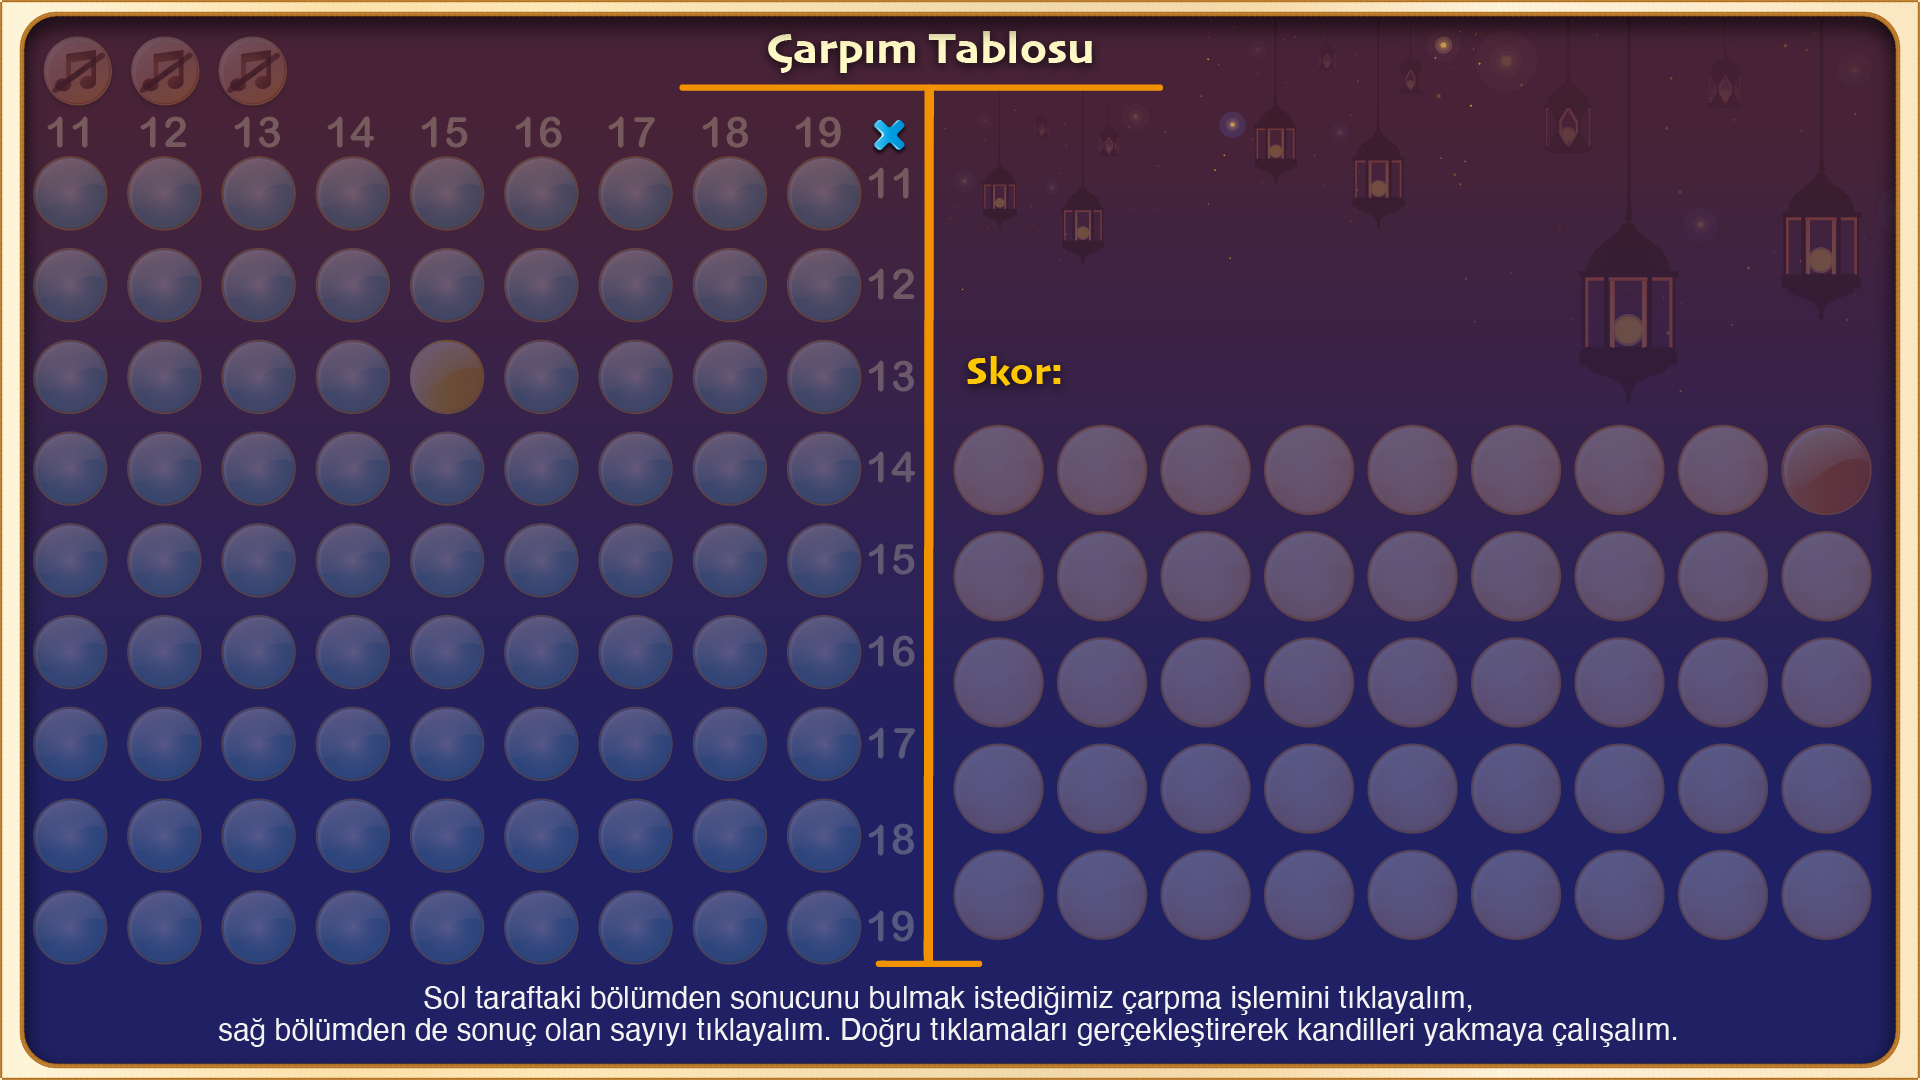 Çarpım Tablosu
11 12 13 14 15 16 17 18 19
11
12
13
Skor:
14
15
16
17
18
19
Sol taraftaki bölümden sonucunu bulmak istediğimiz çarpma işlemini tıklayalım,
sağ bölümden de sonuç olan sayıyı tıklayalım. Doğru tıklamaları gerçekleştirerek kandilleri yakmaya çalışalım.